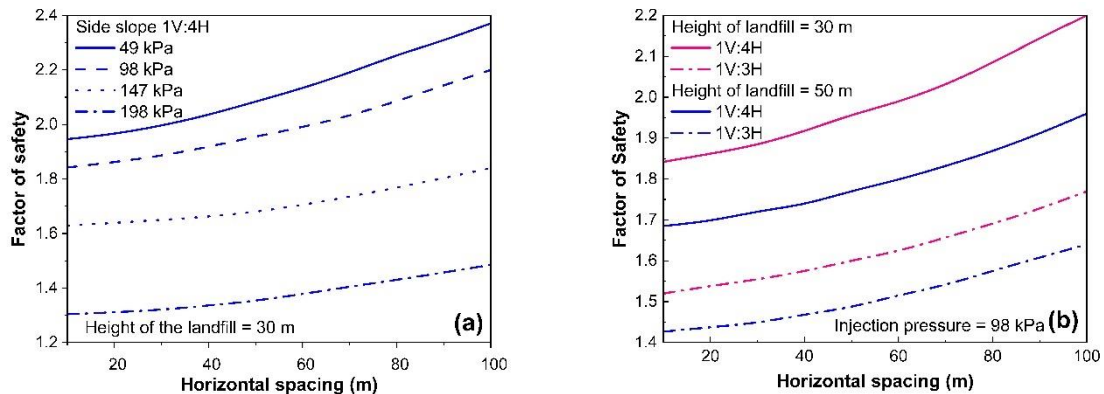 2.4
2.2
2.0
1.8
1.6
1.4
1.2
Factor of safety
Side slope 1V:4H
49 kPa
98 kPa
147 kPa
198 kPa
Height of the landfill = 30 m
(a)
20
40
60
80
100
Horizontal spacing (m)
2.2
2.1
2.0
1.9
1.8
1.7
1.6
1.5
1.4
Factor of Safety
Height of landfill = 30 m
1V:4H
1V:3H
Height of landfill = 50 m
1V:4H
1V:3H
Injection pressure = 98 kPa
(b)
20
40
60
80
100
Horizontal spacing (m)